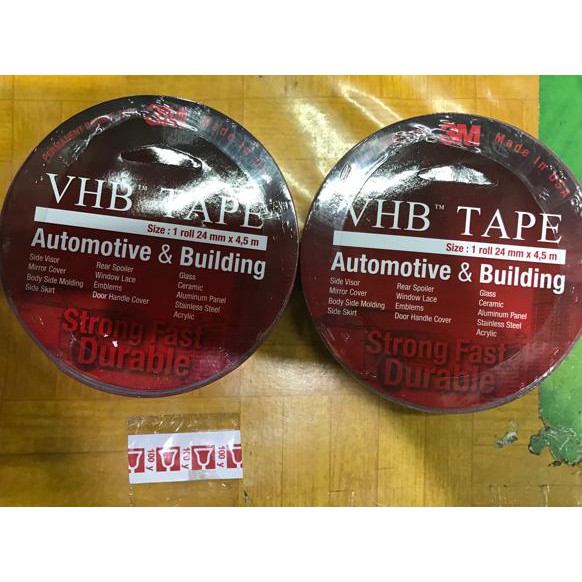 3M
Made in USA
VHB™ TAPE
Size : 1 roll 24 mm x 4,5 m
Automotive & Building
Side Visor
Mirror Cover
Body Side Molding
Side Skirt
Rear Spoiler
Window Lace
Emblems
Door Handle Cover
Glass
Ceramic
Aluminum Panel
Stainless Steel
Acrylic
Strong Fast
Durable
3M
Made in USA
VHB™ TAPE
Size : 1 roll 24 mm x 4,5 m
Automotive & Building
Side Visor
Mirror Cover
Body Side Molding
Side Skirt
Rear Spoiler
Window Lace
Emblems
Door Handle Cover
Glass
Ceramic
Aluminum Panel
Stainless Steel
Acrylic
Strong Fast
Durable
100 y
100 y
100 y